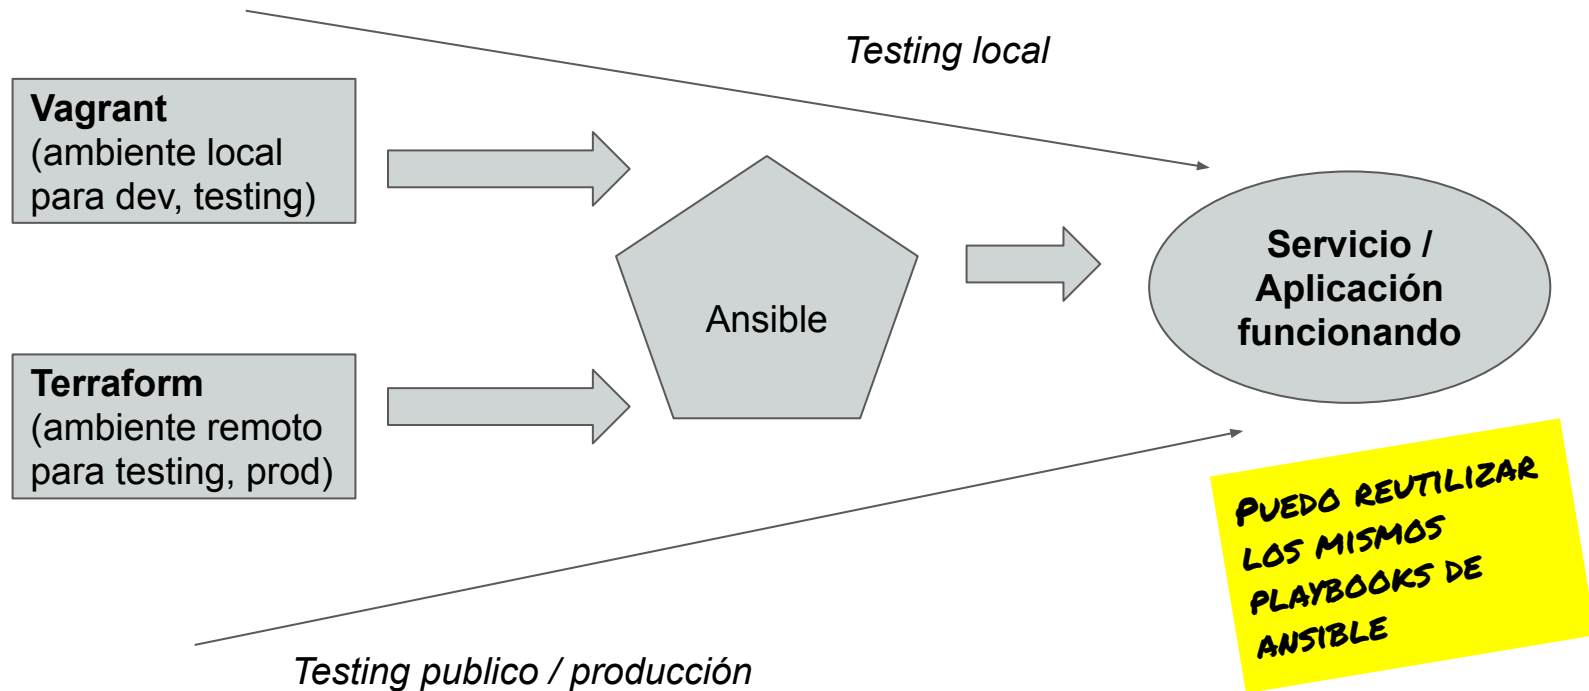 Testing local
Vagrant
(ambiente local
para dev, testing)
Ansible
Servicio /
Aplicación
funcionando
Terraform
(ambiente remoto
para testing, prod)
Puedo reutilizar
los mismos
playbooks de
ansible
Testing publico / producción